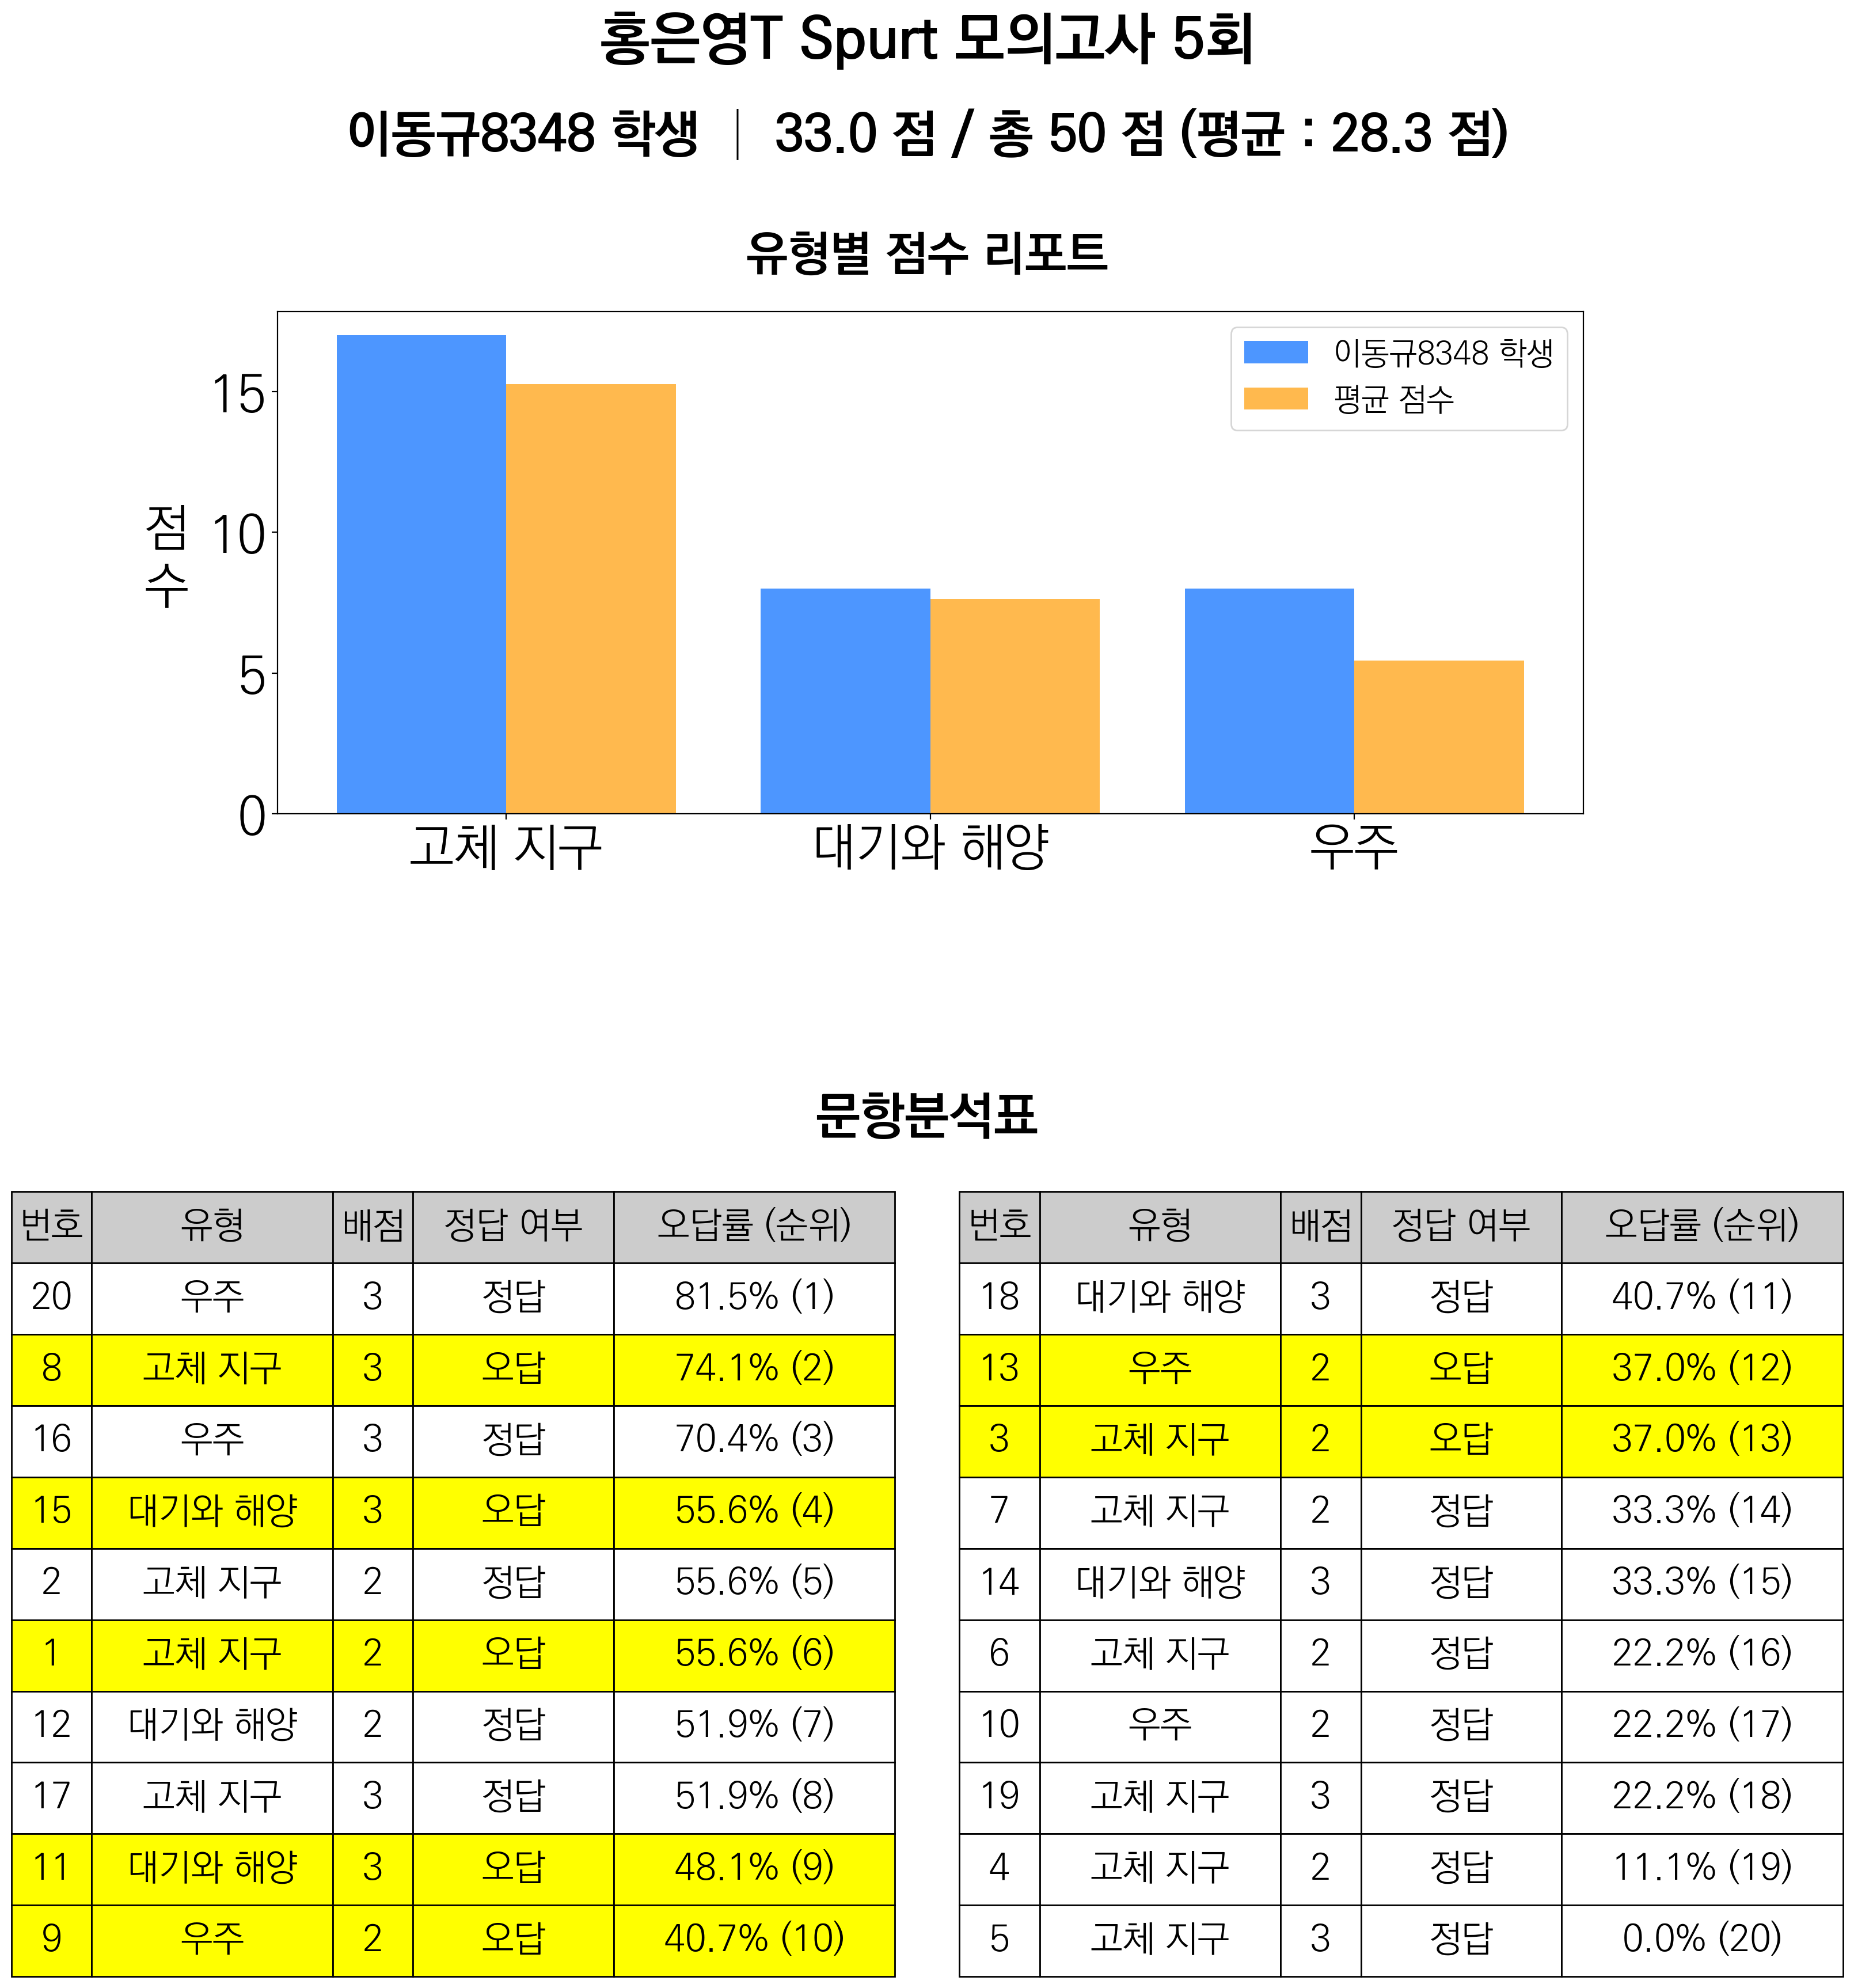 홍은영T Spurt 모의고사 5회
이동규8348 학생 | 33.0 점 / 총 50 점 (평균 : 28.3 점)
유형별 점수 리포트
이동규8348 학생
평균 점수
점수
15
10
5
0
고체 지구 대기와 해양 우주
문항분석표
번호 유형 배점 정답 여부 오답률 (순위)
20 우주 3 정답 81.5% (1)
8 고체 지구 3 오답 74.1% (2)
16 우주 3 정답 70.4% (3)
15 대기와 해양 3 오답 55.6% (4)
2 고체 지구 2 정답 55.6% (5)
1 고체 지구 2 오답 55.6% (6)
12 대기와 해양 2 정답 51.9% (7)
17 고체 지구 3 정답 51.9% (8)
11 대기와 해양 3 오답 48.1% (9)
9 우주 2 오답 40.7% (10)
번호 유형 배점 정답 여부 오답률 (순위)
18 대기와 해양 3 정답 40.7% (11)
13 우주 2 오답 37.0% (12)
3 고체 지구 2 오답 37.0% (13)
7 고체 지구 2 정답 33.3% (14)
14 대기와 해양 3 정답 33.3% (15)
6 고체 지구 2 정답 22.2% (16)
10 우주 2 정답 22.2% (17)
19 고체 지구 3 정답 22.2% (18)
4 고체 지구 2 정답 11.1% (19)
5 고체 지구 3 정답 0.0% (20)